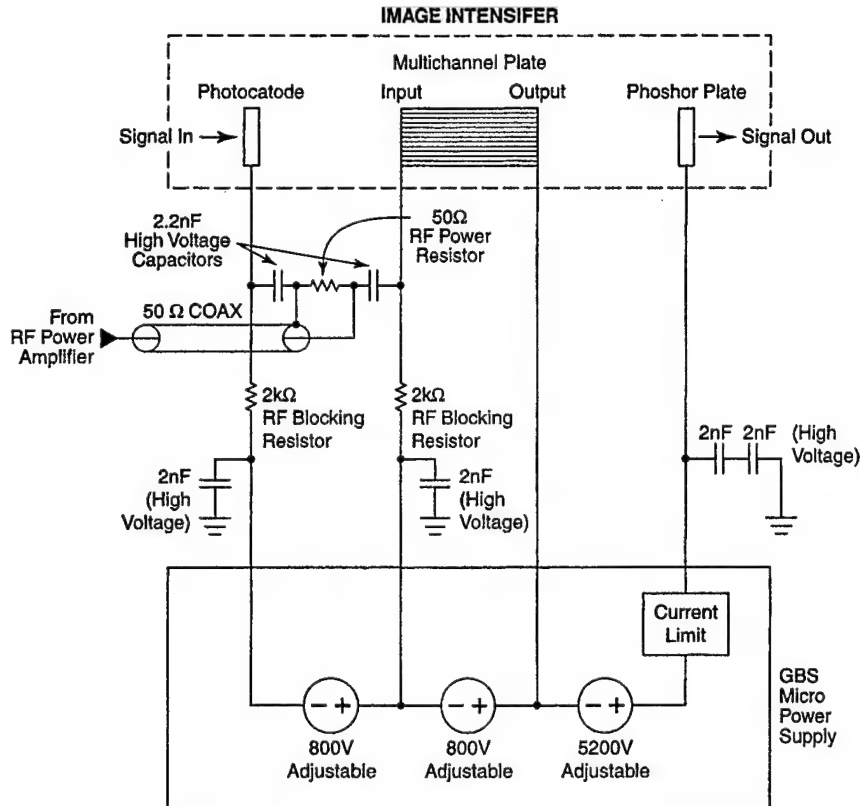 IMAGE INTENSIFER
Multichannel Plate
Photocatode
Input
Output
Phoshor Plate
Signal In
Signal Out
2.2nF
High Voltage
Capacitors
50Ω
RF Power
Resistor
50 Ω COAX
From
RF Power
Amplifier
2kΩ
RF Blocking
Resistor
2kΩ
RF Blocking
Resistor
2nF
(High
Voltage)
2nF
(High
Voltage)
2nF 2nF (High
Voltage)
Current
Limit
GBS
Micro
Power
Supply
- +
- +
- +
800V
Adjustable
800V
Adjustable
5200V
Adjustable